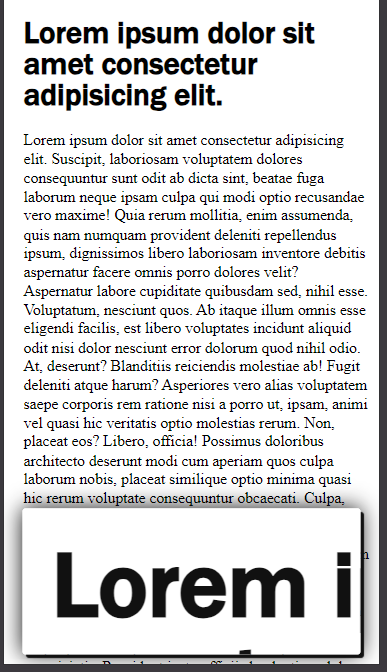 Lorem ipsum dolor sit
amet consectetur
adipisicing elit.
Lorem ipsum dolor sit amet consectetur adipisicing
elit. Suscipit, laboriosam voluptatem dolores
consequuntur sunt odit ab dicta sint, beatae fuga
laborum neque ipsam culpa qui modi optio recusandae
vero maxime! Quia rerum mollitia, enim assumenda,
quis nam numquam provident deleniti repellendus
ipsum, dignissimos libero laboriosam inventore debitis
aspernatur facere omnis porro dolores velit?
Aspernatur labore cupiditate quibusdam sed, nihil esse.
Voluptatum, nesciunt quos. Ab itaque illum omnis esse
eligendi facilis, est libero voluptates incidunt aliquid
odit nisi dolor nesciunt error dolorum quod nihil odio.
At, deserunt? Blanditiis reiciendis molestiae ab! Fugit
deleniti atque harum? Asperiores vero alias voluptatem
saepe corporis rem ratione nisi a porro ut, ipsam, animi
vel quasi hic veritatis optio molestias rerum. Non,
placeat eos? Libero, officia! Possimus doloribus
architecto deserunt modi cum aperiam quos culpa
laborum nobis, placeat similique optio minima quasi
hic rerum voluptate consequuntur obcaecati. Culpa,
Lorem i